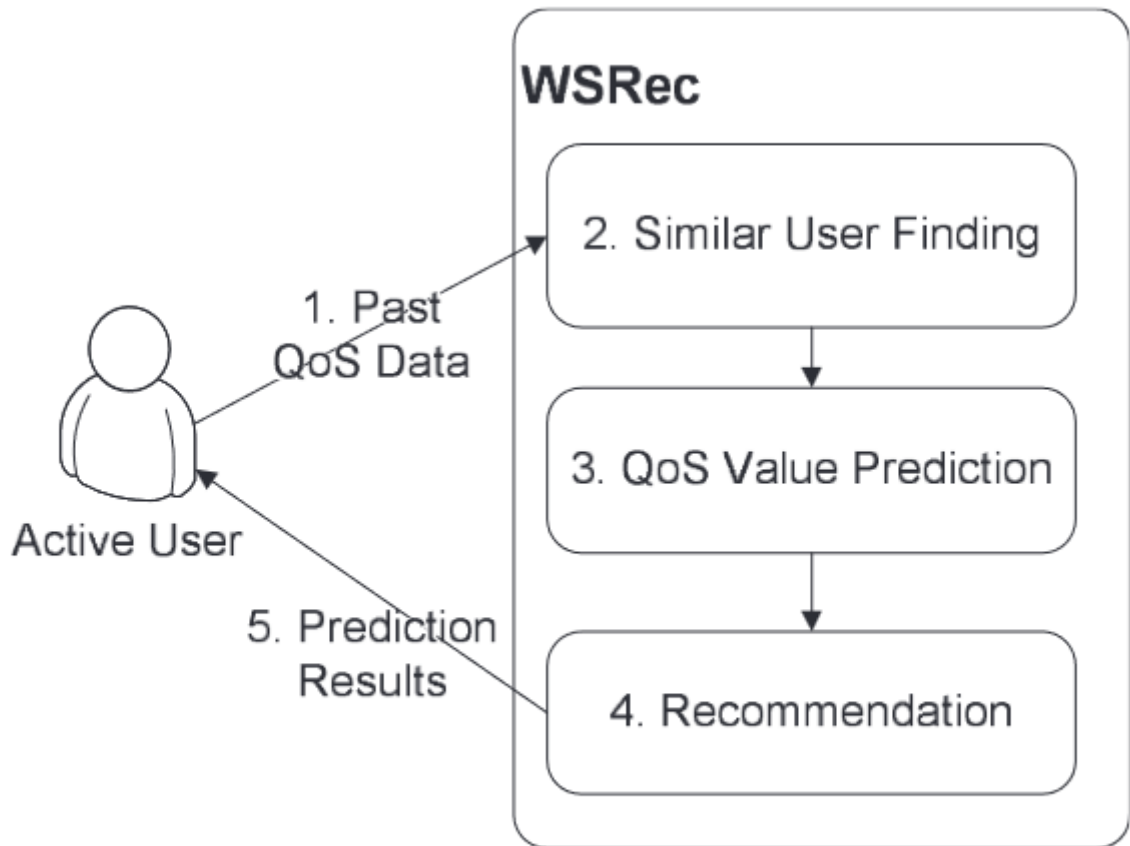 WSRec
2. Similar User Finding
1. Past
QoS Data
3. QoS Value Prediction
Active User
5. Prediction
Results
4. Recommendation